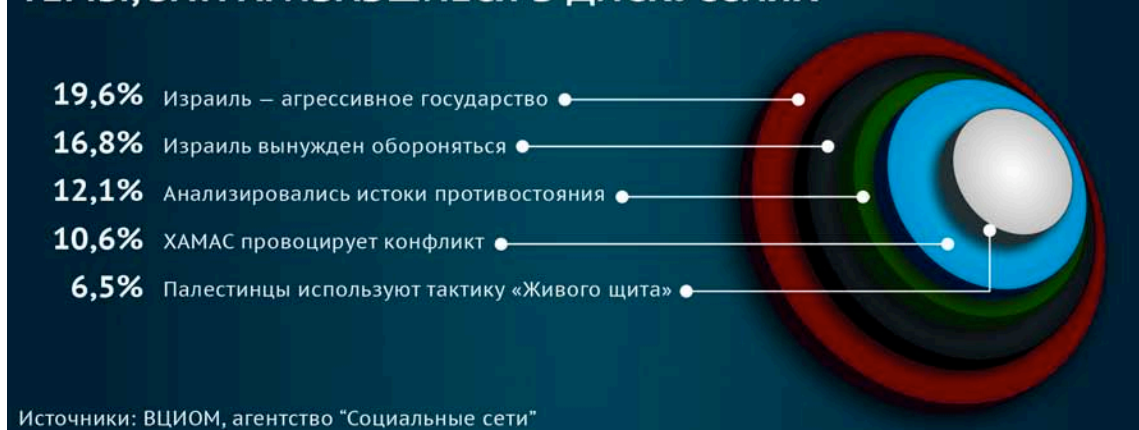 19,6% Израиль — агрессивное государство
16,8% Израиль вынужден обороняться
12,1% Анализировались истоки противостояния
10,6% ХАМАС провоцирует конфликт
6,5% Палестинцы используют тактику «Живого щита»
Источники: ВЦИОМ, агентство “Социальные сети”